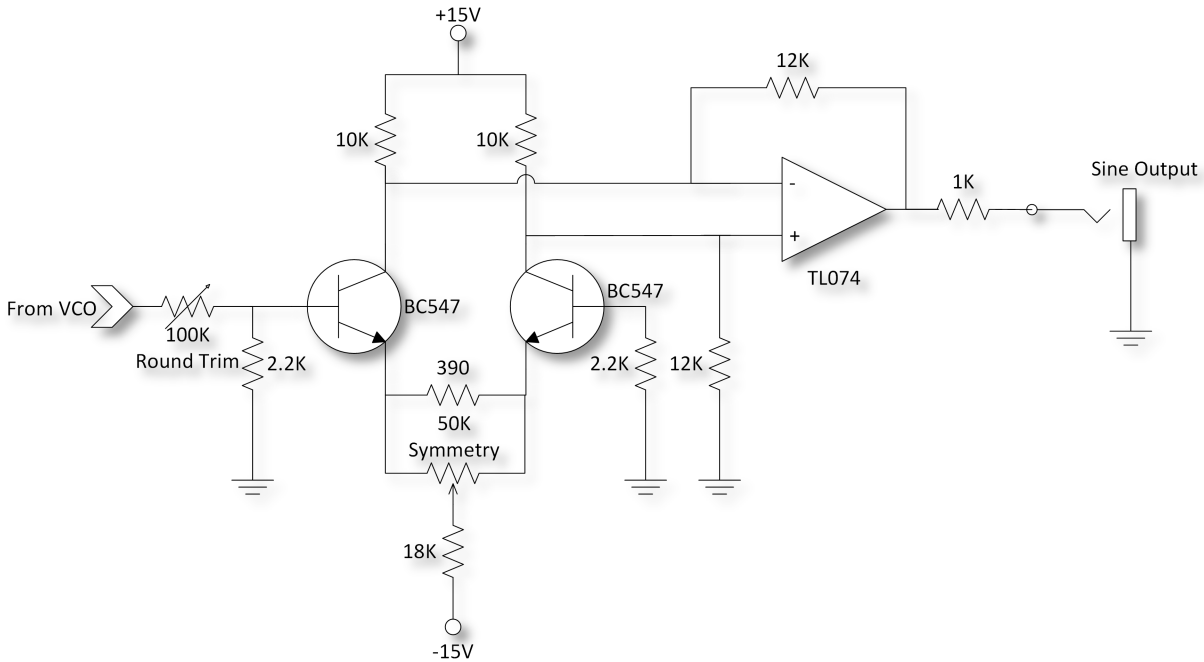 +15V
12K
10K
10K
1K
Sine Output
-
+
TL074
From VCO
100K
Round Trim
2.2K
BC547
BC547
390
2.2K
12K
50K
Symmetry
18K
-15V